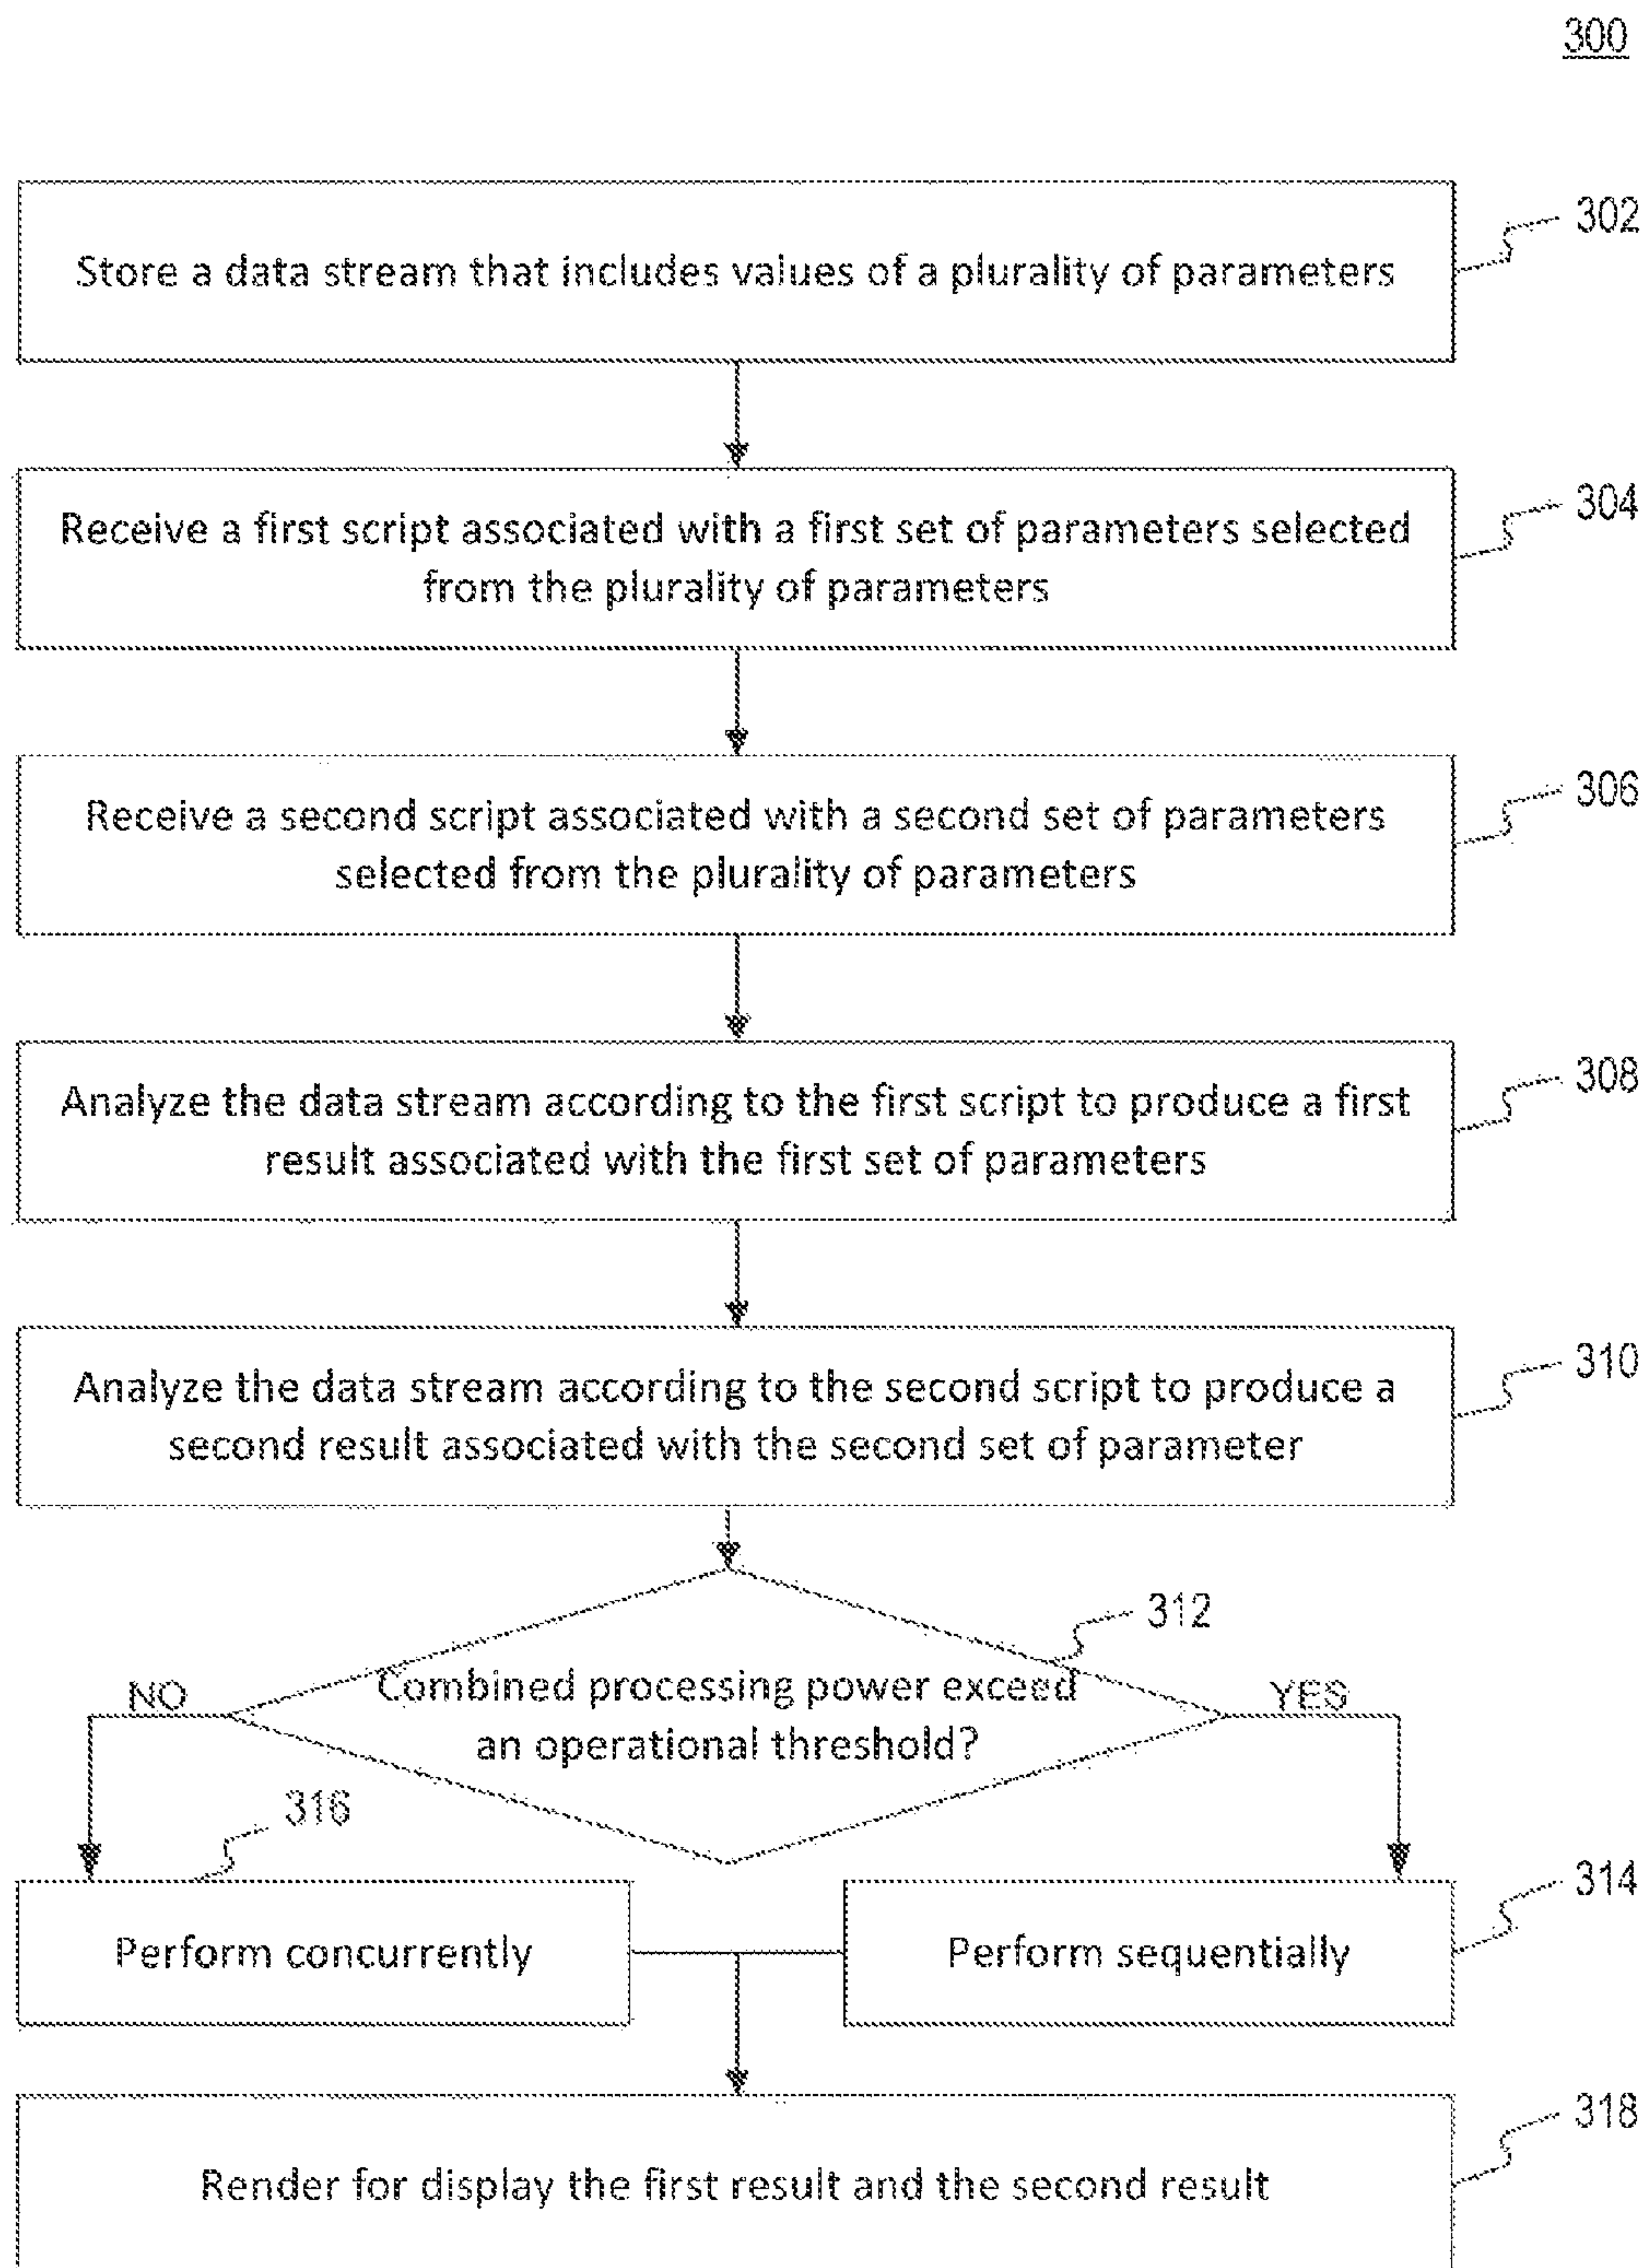 300
Store a data stream that includes values of a plurality of parameters
302
Receive a first script associated with a first set of parameters selected
from the plurality of parameters
304
Receive a second script associated with a second set of parameters
selected from the plurality of parameters
306
Analyze the data stream according to the first script to produce a first
result associated with the first set of parameters
308
Analyze the data stream according to the second script to produce a
second result associated with the second set of parameter
310
312
Combined processing power exceed
an operational threshold?
NO
YES
316
Perform concurrently
Perform sequentially
314
Render for display the first result and the second result
318